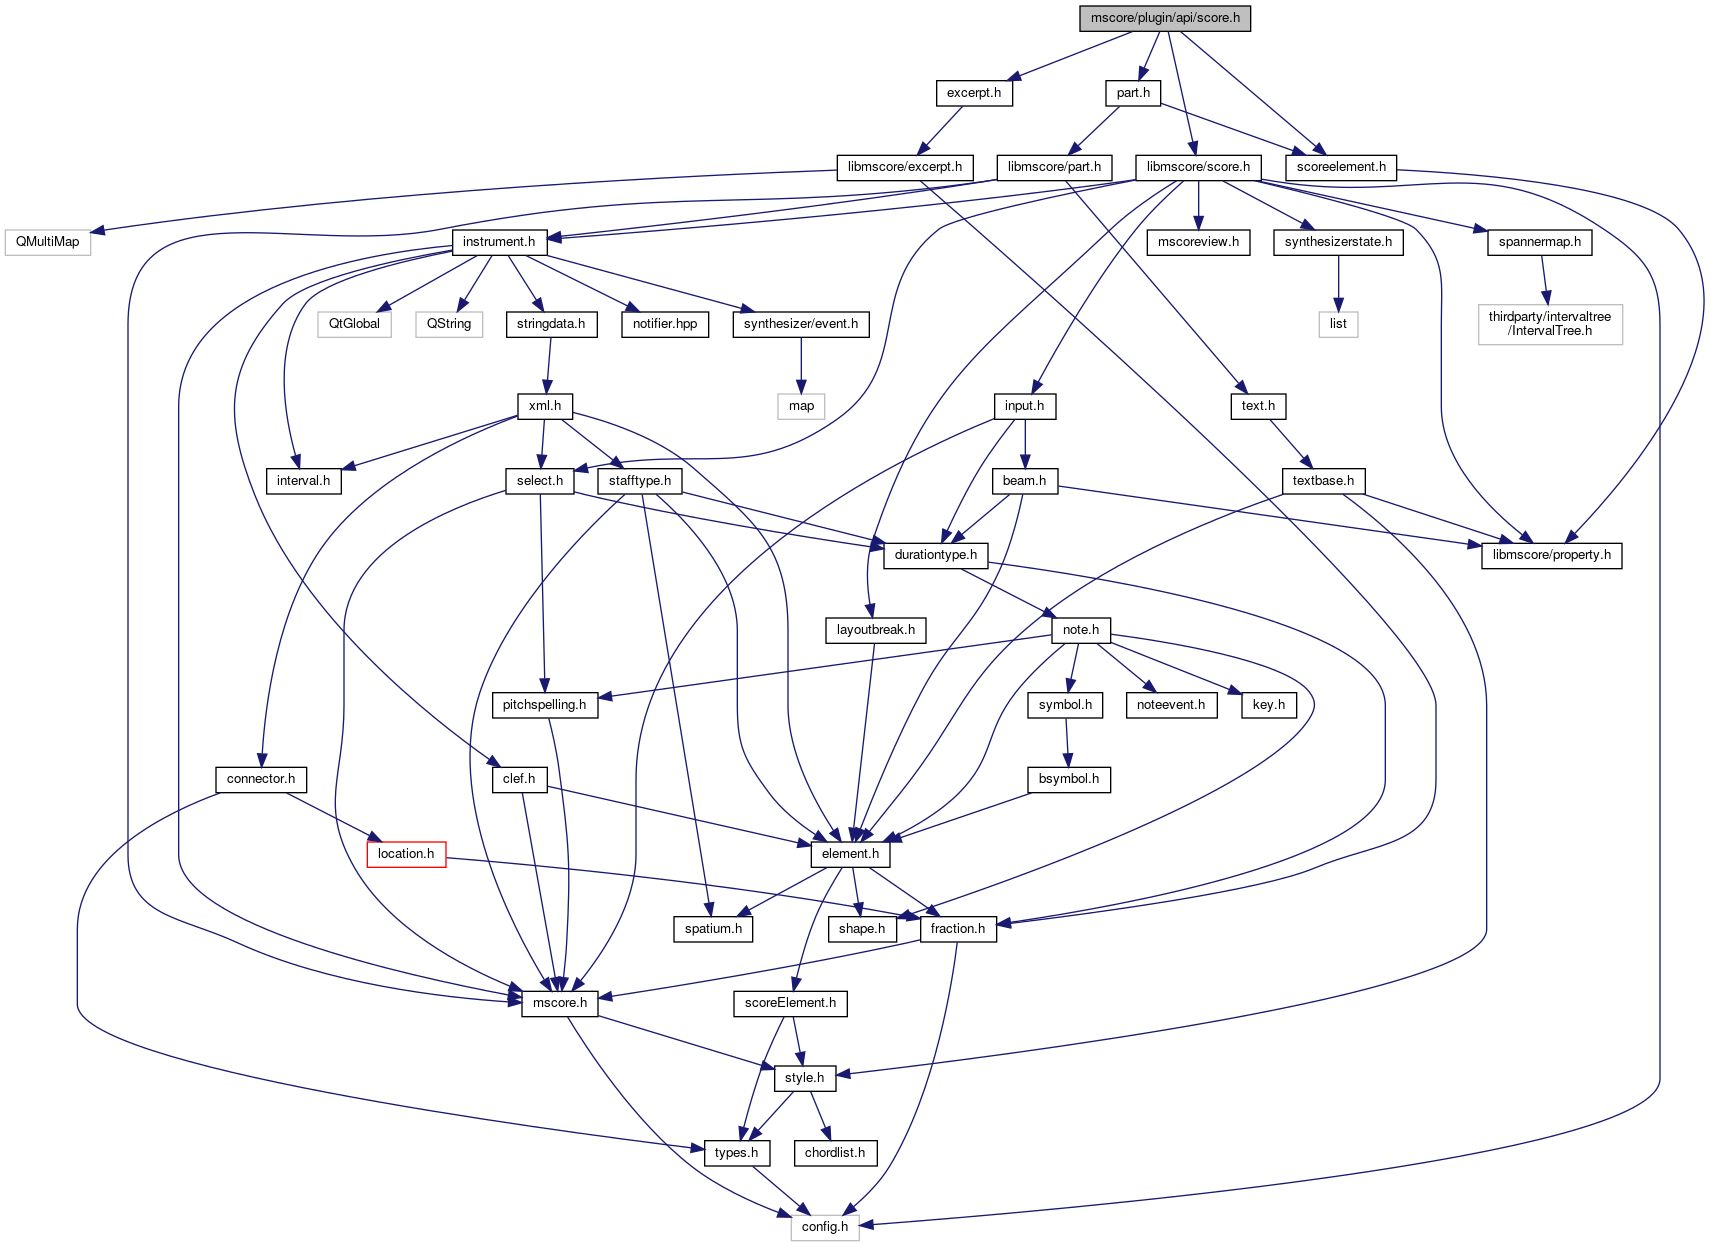 mscore/plugin/api/score.h
excerpt.h
part.h
libmscore/excerpt.h
libmscore/part.h
libmscore/score.h
scoreelement.h
QMultiMap
instrument.h
mscoreview.h
synthesizerstate.h
spannermap.h
QtGlobal
QString
stringdata.h
notifier.hpp
synthesizer/event.h
list
thirdparty/intervaltree
/IntervalTree.h
xml.h
map
input.h
text.h
interval.h
select.h
stafftype.h
beam.h
textbase.h
durationtype.h
libmscore/property.h
layoutbreak.h
note.h
pitchspelling.h
symbol.h
noteevent.h
key.h
connector.h
clef.h
bsymbol.h
location.h
element.h
spatium.h
shape.h
fraction.h
mscore.h
scoreElement.h
style.h
types.h
chordlist.h
config.h